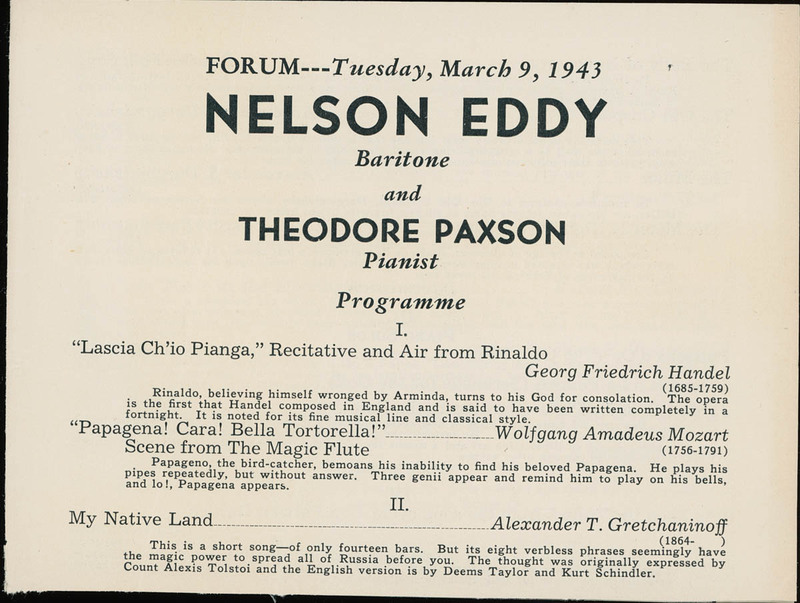 FORUM---Tuesday, March 9, 1943
NELSON EDDY
Baritone
and
THEODORE PAXSON
Pianist
Programme
I.
"Lascia Ch'io Pianga," Recitative and Air from Rinaldo
Georg Friedrich Handel
(1685-1759)
Rinaldo, believing himself wronged by Arminda, turns to his God for consolation. The opera
is the first that Handel composed in England and is said to have been written completely in a
fortnight. It is noted for its fine musical line and classical style.
"Papagena! Cara! Bella Tortorella!"....................Wolfgang Amadeus Mozart
Scene from The Magic Flute
(1756-1791)
Papageno, the bird-catcher, bemoans his inability to find his beloved Papagena. He plays his
pipes repeatedly, but without answer. Three genii appear and remind him to play on his bells,
and lo!, Papagena appears.
II.
My Native Land....................Alexander T. Gretchaninoff
(1864- )
This is a short song—of only fourteen bars. But its eight verbless phrases seemingly have
the magic power to spread all of Russia before you. The thought was originally expressed by
Count Alexis Tolstoi and the English version is by Deems Taylor and Kurt Schindler.